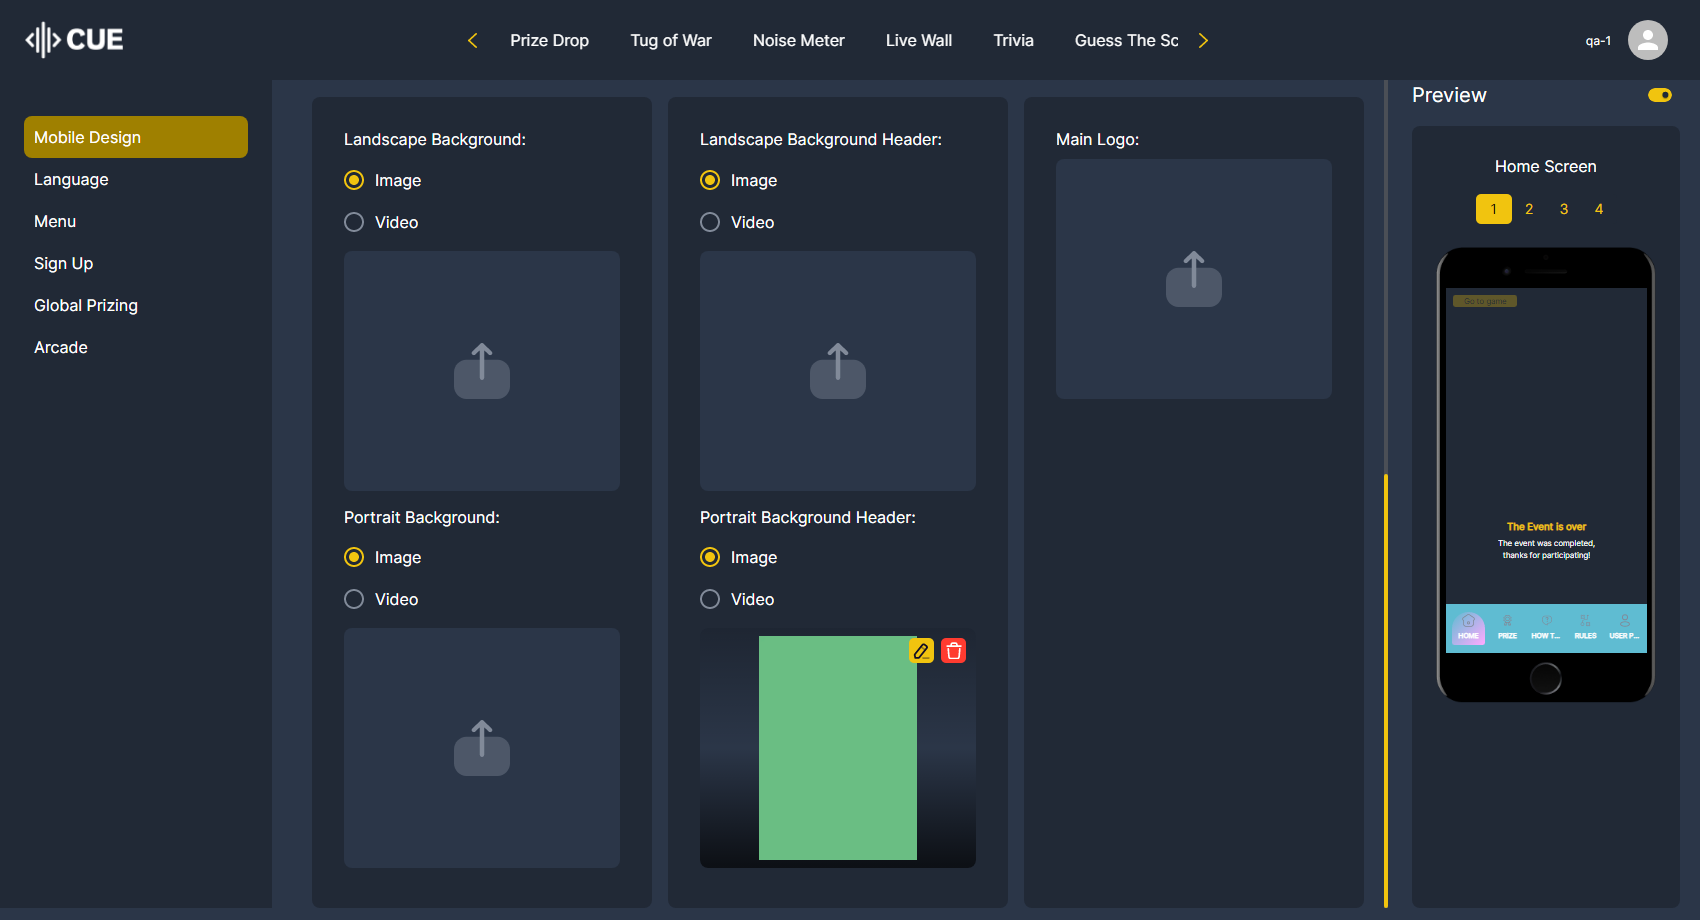 CUE
Prize Drop
Tug of War
Noise Meter
Live Wall
Trivia
Guess The Sc
qa-1
Mobile Design
Language
Menu
Sign Up
Global Prizing
Arcade
Landscape Background:
Image
Video
Portrait Background:
Image
Video
Landscape Background Header:
Image
Video
Portrait Background Header:
Image
Video
Main Logo:
Preview
Home Screen
1 2 3 4
Go to game
The Event is over
The event was completed,
thanks for participating!
HOME PRIZE HOW T... RULES USER P...